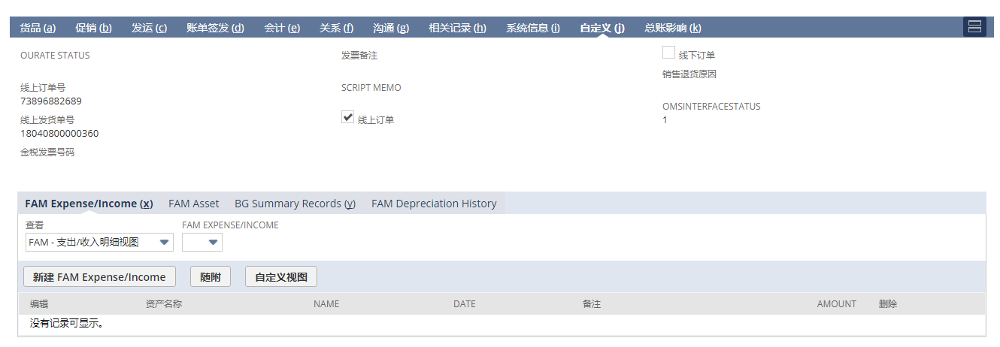 货品 (a) 促销 (b) 发运 (c) 账单签发 (d) 会计 (e) 关系 (f) 沟通 (g) 相关记录 (h) 系统信息 (i) 自定义 (j) 总账影响 (k)
OURATE STATUS 发票备注 线下订单
销售退货原因
线上订单号 SCRIPT MEMO
73896882689
OMSINTERFACESTATUS
线上发货单号 线上订单 1
18040800000360
金税发票号码
FAM Expense/Income (x) FAM Asset BG Summary Records (y) FAM Depreciation History
查看 FAM EXPENSE/INCOME
FAM - 支出/收入明细视图
新建 FAM Expense/Income 随附 自定义视图
编辑 资产名称 NAME DATE 备注 AMOUNT 删除
没有记录可显示。